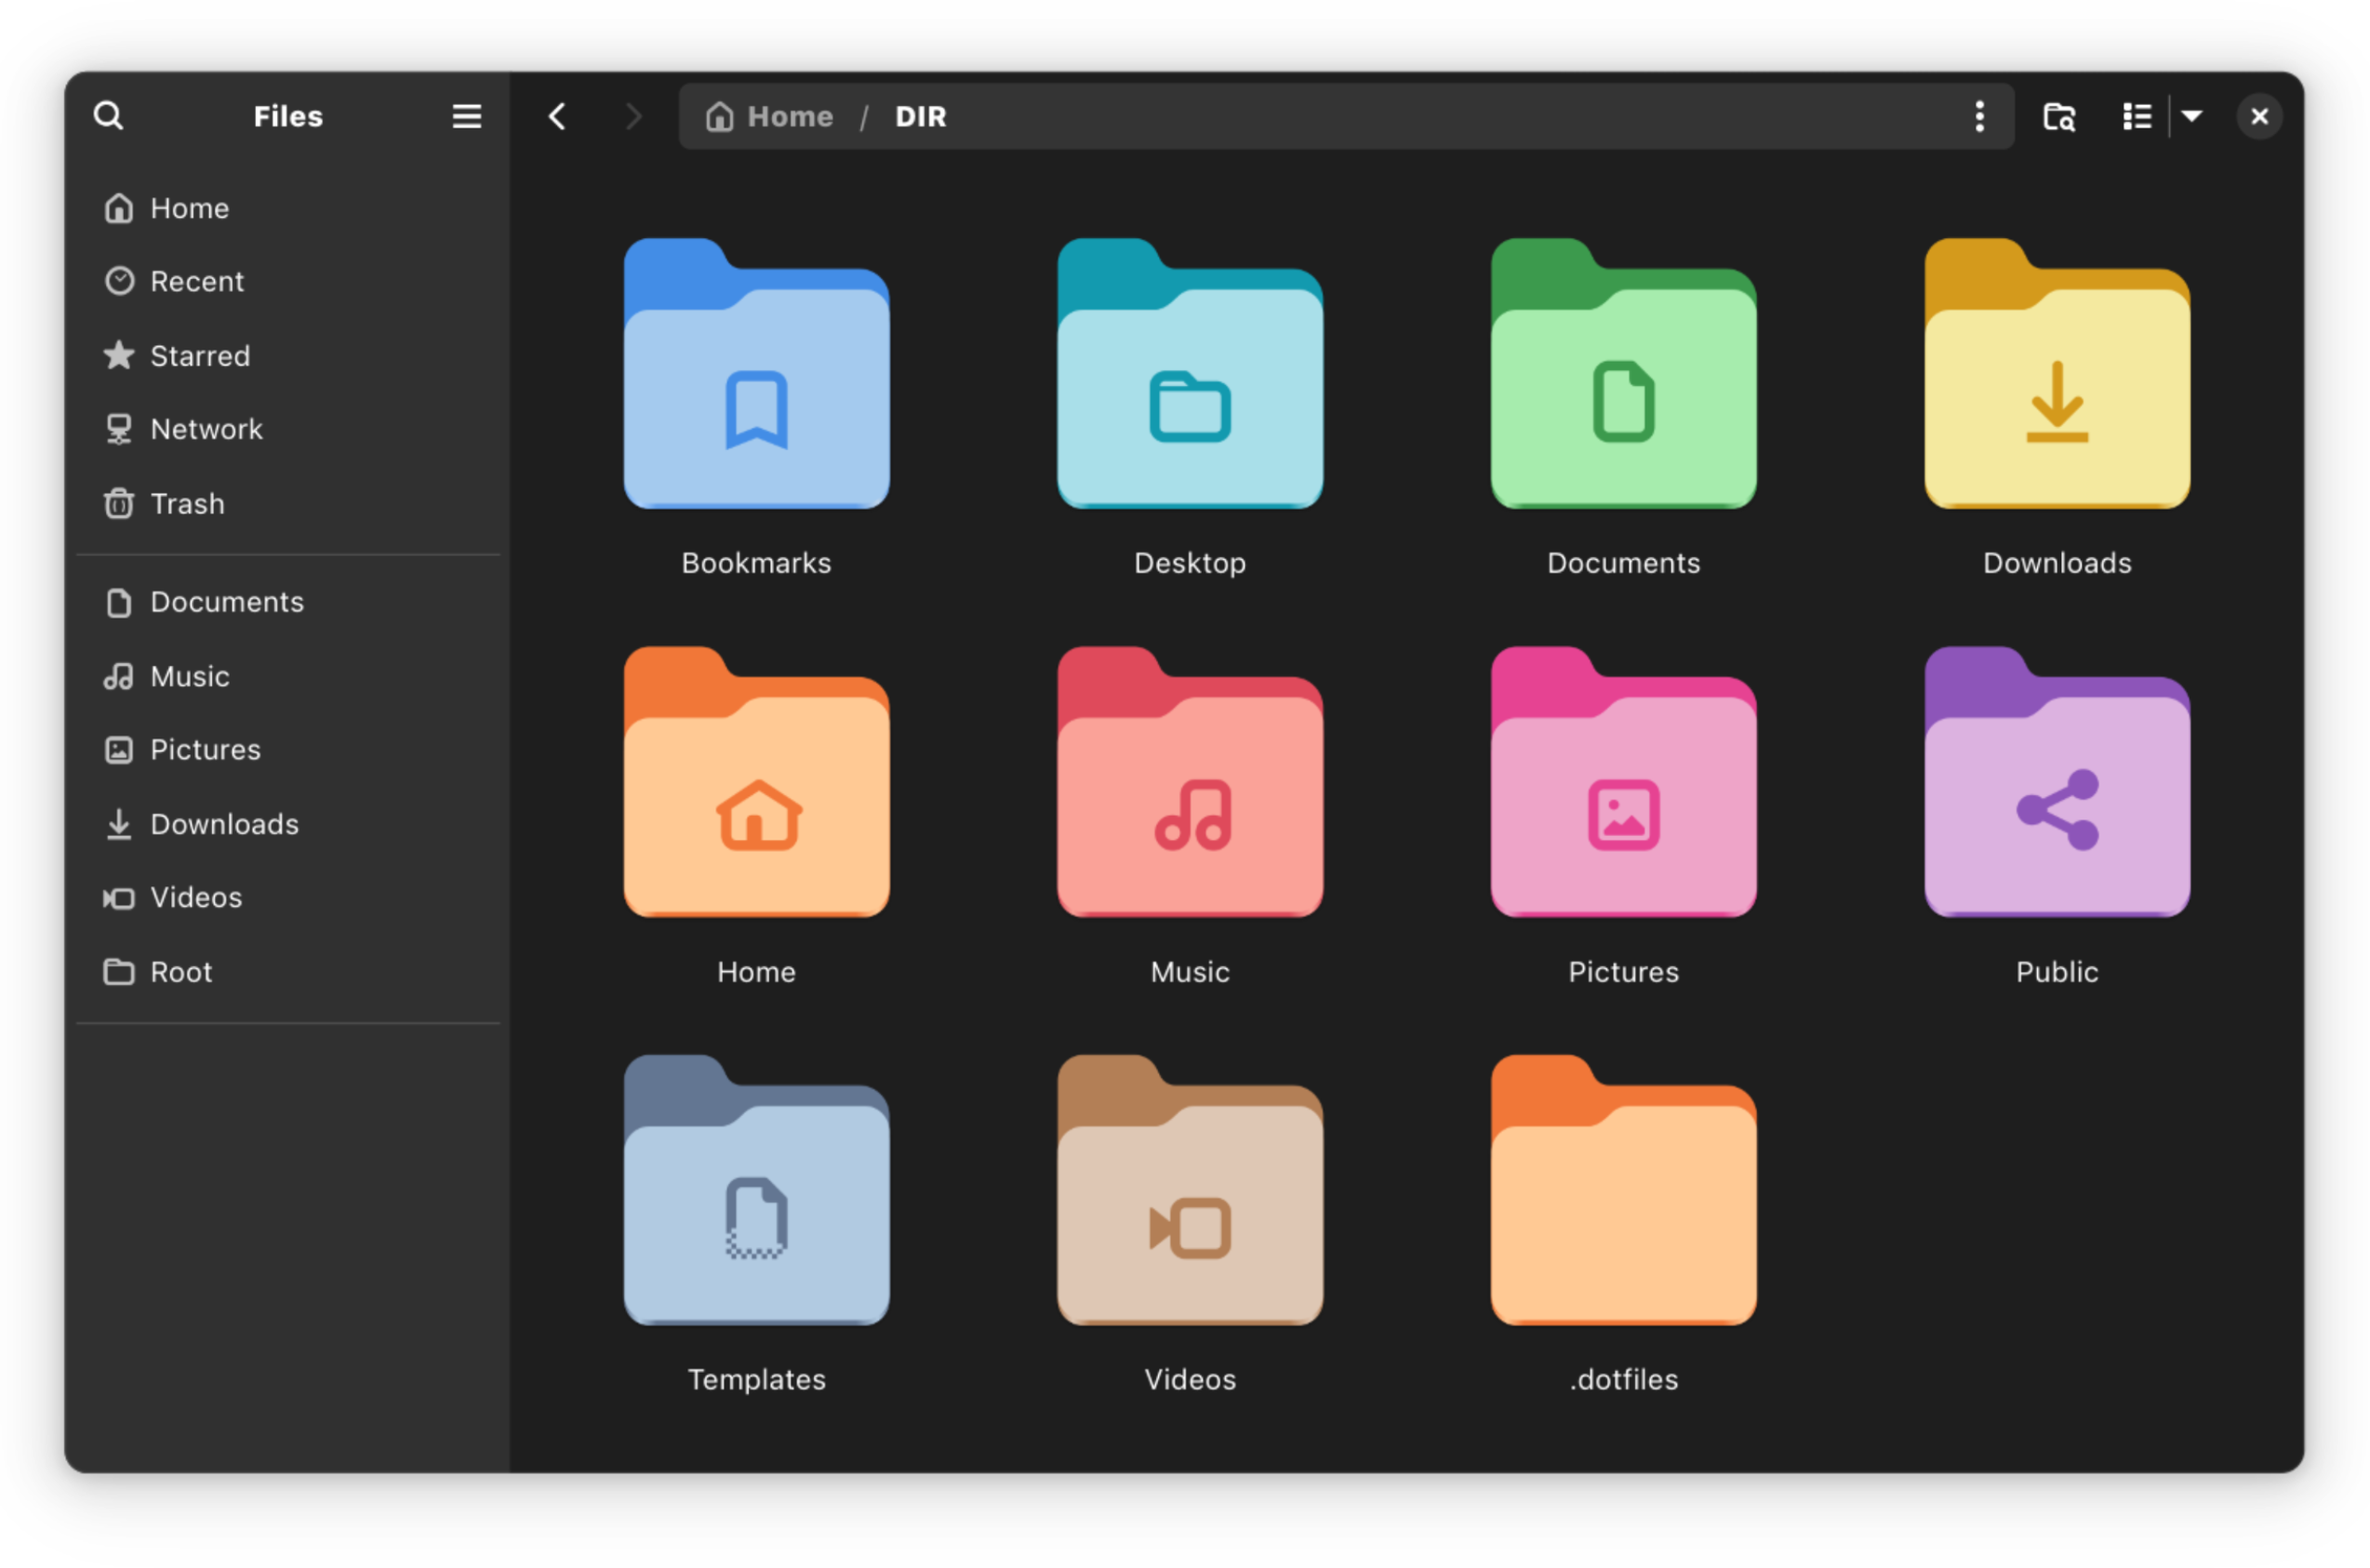 Files
Home / DIR
Home
Recent
Starred
Network
Trash
Documents
Music
Pictures
Downloads
Videos
Root
Bookmarks Desktop Documents Downloads
Home Music Pictures Public
Templates Videos .dotfiles